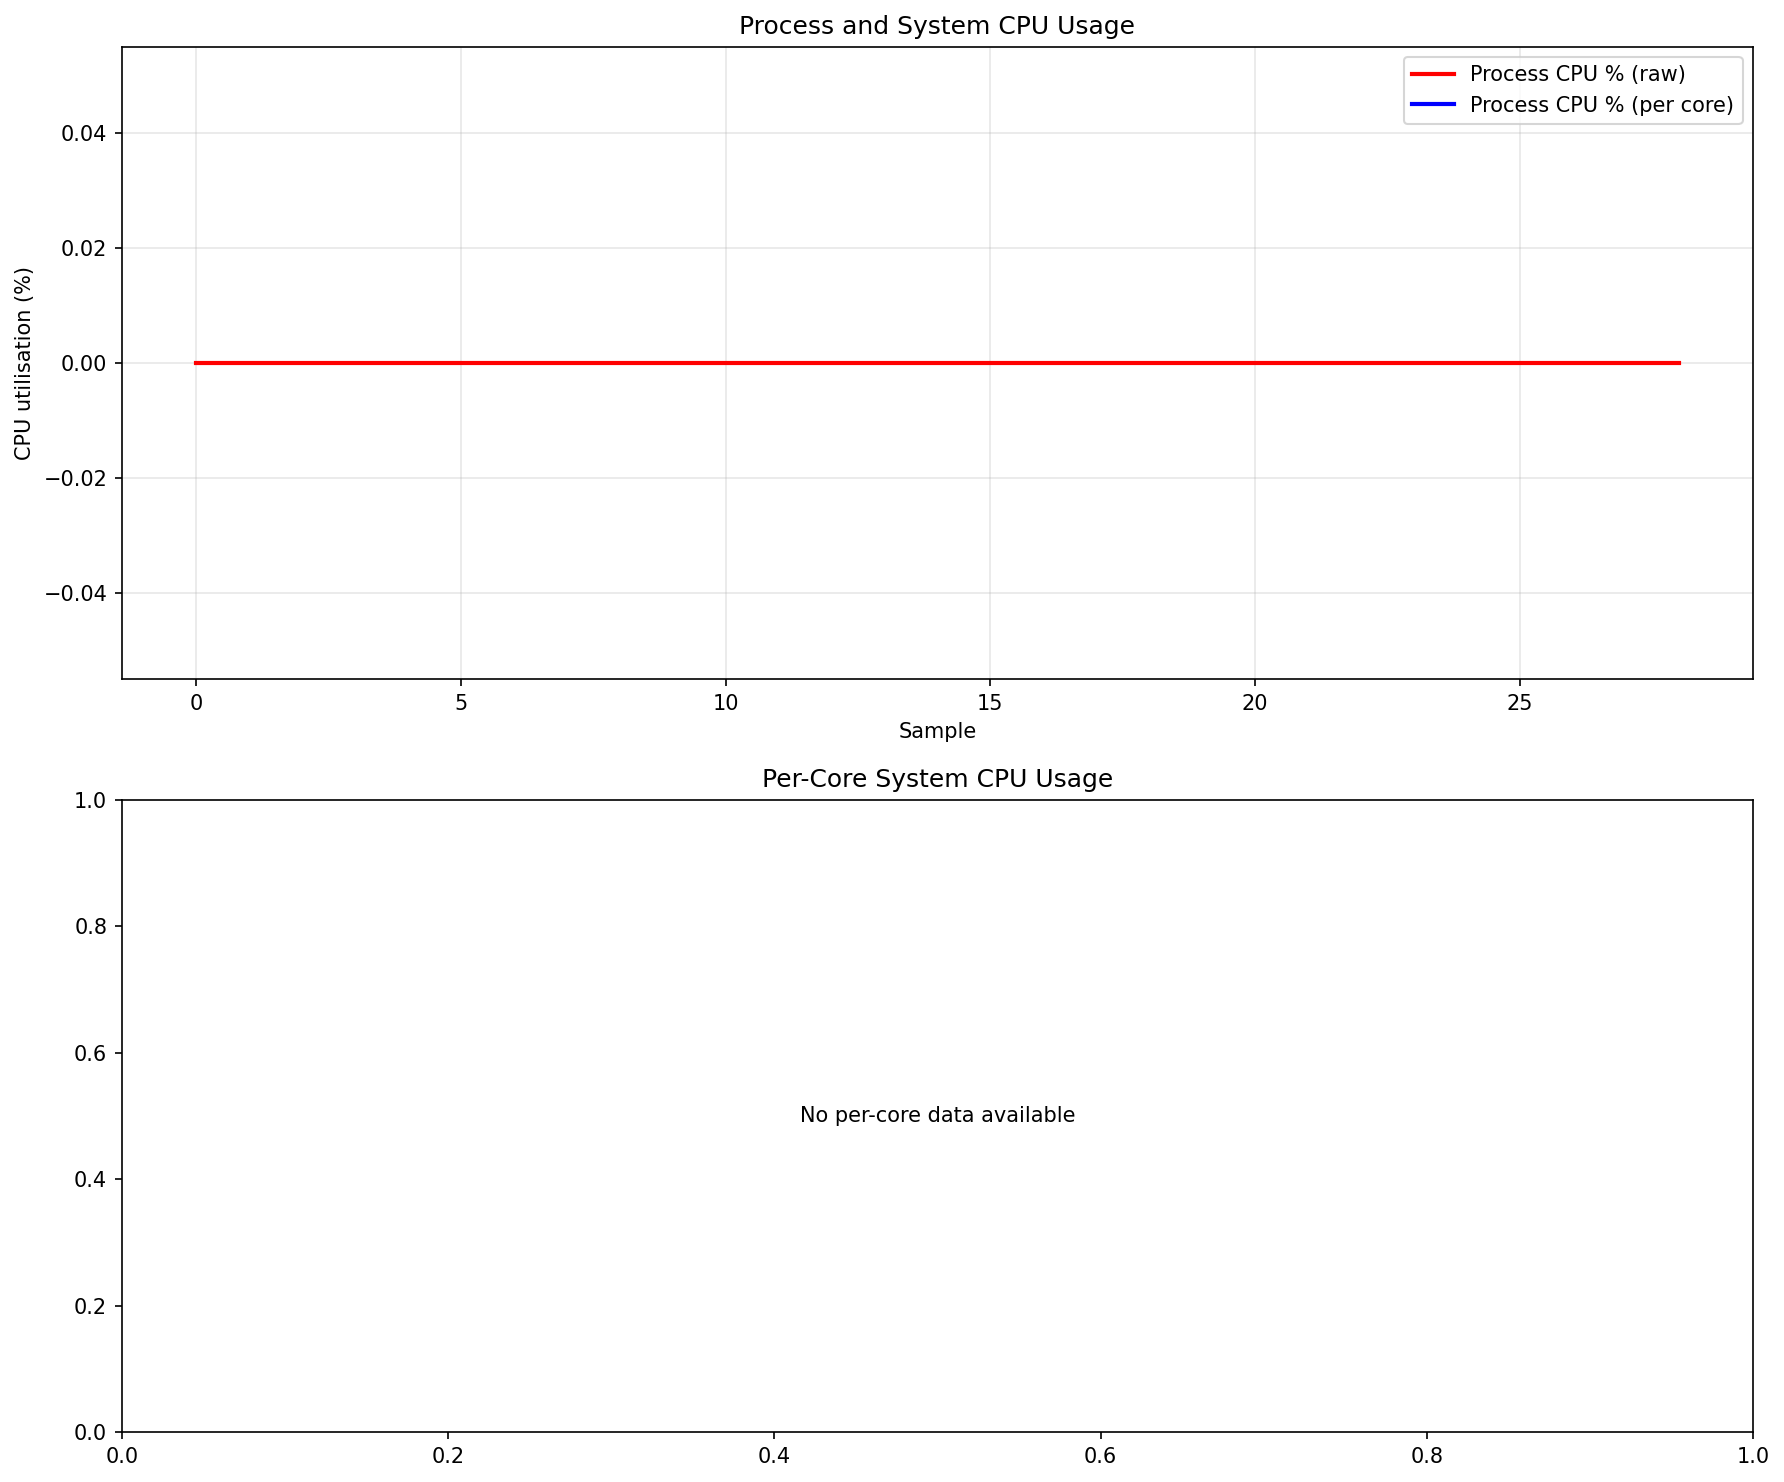 Process and System CPU Usage
Process CPU % (raw)
Process CPU % (per core)
0.04
0.02
0.00
−0.02
−0.04
CPU utilisation (%)
0 5 10 15 20 25
Sample
Per-Core System CPU Usage
1.0
0.8
0.6
No per-core data available
0.4
0.2
0.0
0.0 0.2 0.4 0.6 0.8 1.0